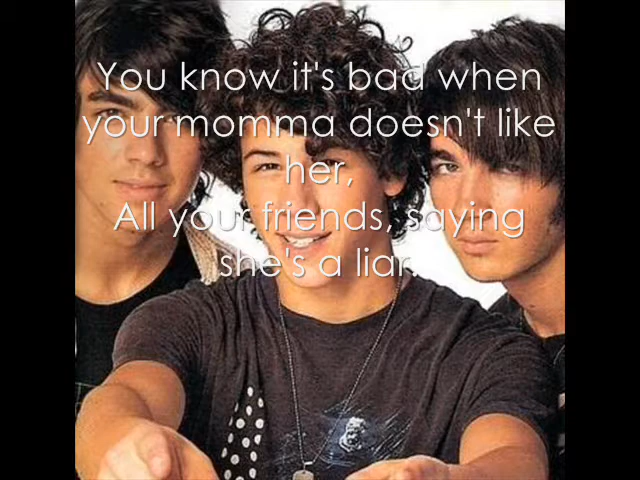 You know it's bad when
your momma doesn't like
her,
All your friends, saying
she's a liar.